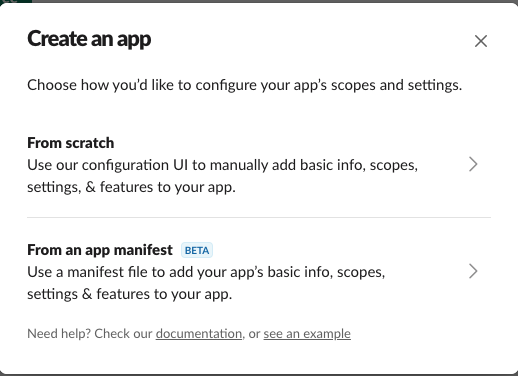 Create an app
Choose how you’d like to configure your app’s scopes and settings.
From scratch
Use our configuration UI to manually add basic info, scopes,
settings, & features to your app.
From an app manifest BETA
Use a manifest file to add your app’s basic info, scopes,
settings & features to your app.
Need help? Check our documentation, or see an example